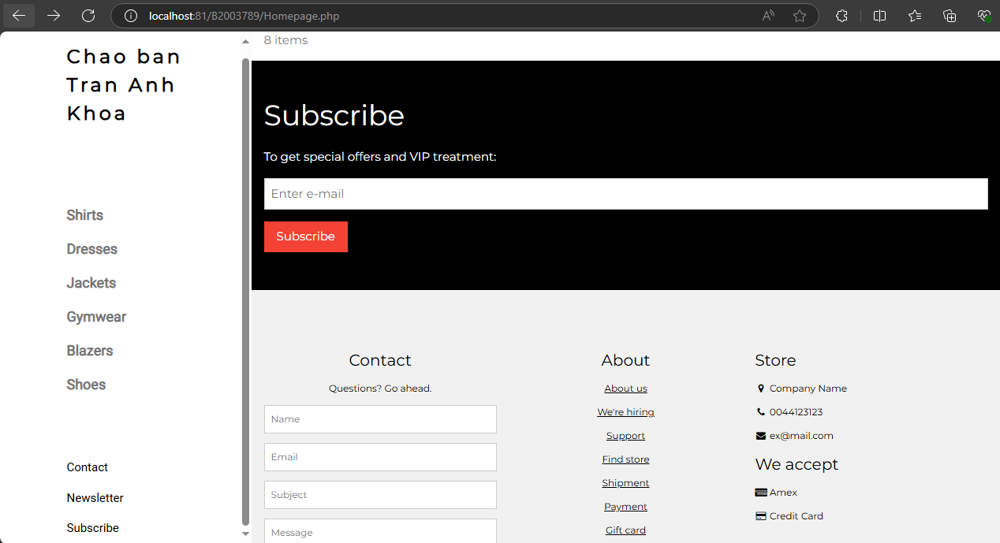 localhost:81/B2003789/Homepage.php
Chao ban
Tran Anh
Khoa
Shirts
Dresses
Jackets
Gymwear
Blazers
Shoes
Contact
Newsletter
Subscribe
8 items
Subscribe
To get special offers and VIP treatment:
Enter e-mail
Subscribe
Contact
Questions? Go ahead.
Name
Email
Subject
Message
About
About us
We're hiring
Support
Find store
Shipment
Payment
Gift card
Store
Company Name
0044123123
ex@mail.com
We accept
Amex
Credit Card